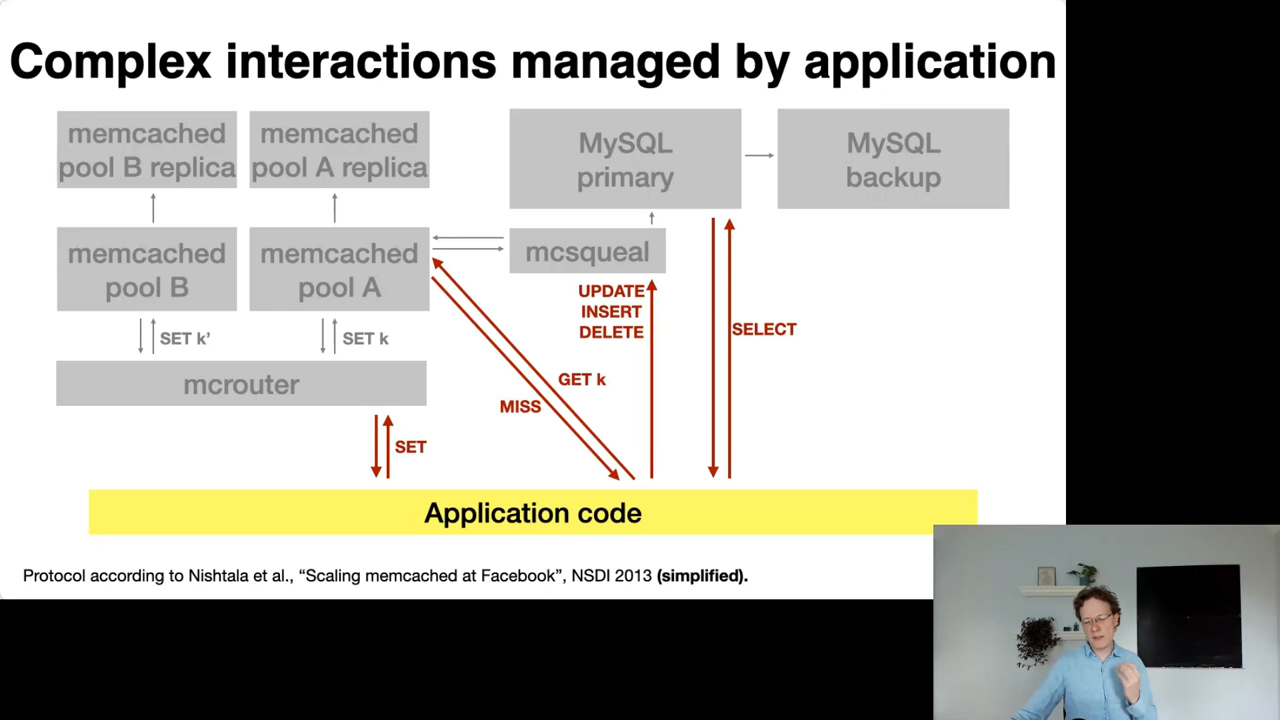 Complex interactions managed by application
memcached
pool B replica
memcached
pool A replica
MySQL
primary
MySQL
backup
memcached
pool B
memcached
pool A
mcsqueal
UPDATE
INSERT
DELETE
SELECT
SET k’
SET k
GET k
MISS
mcrouter
SET
Application code
Protocol according to Nishtala et al., “Scaling memcached at Facebook”, NSDI 2013 (simplified).